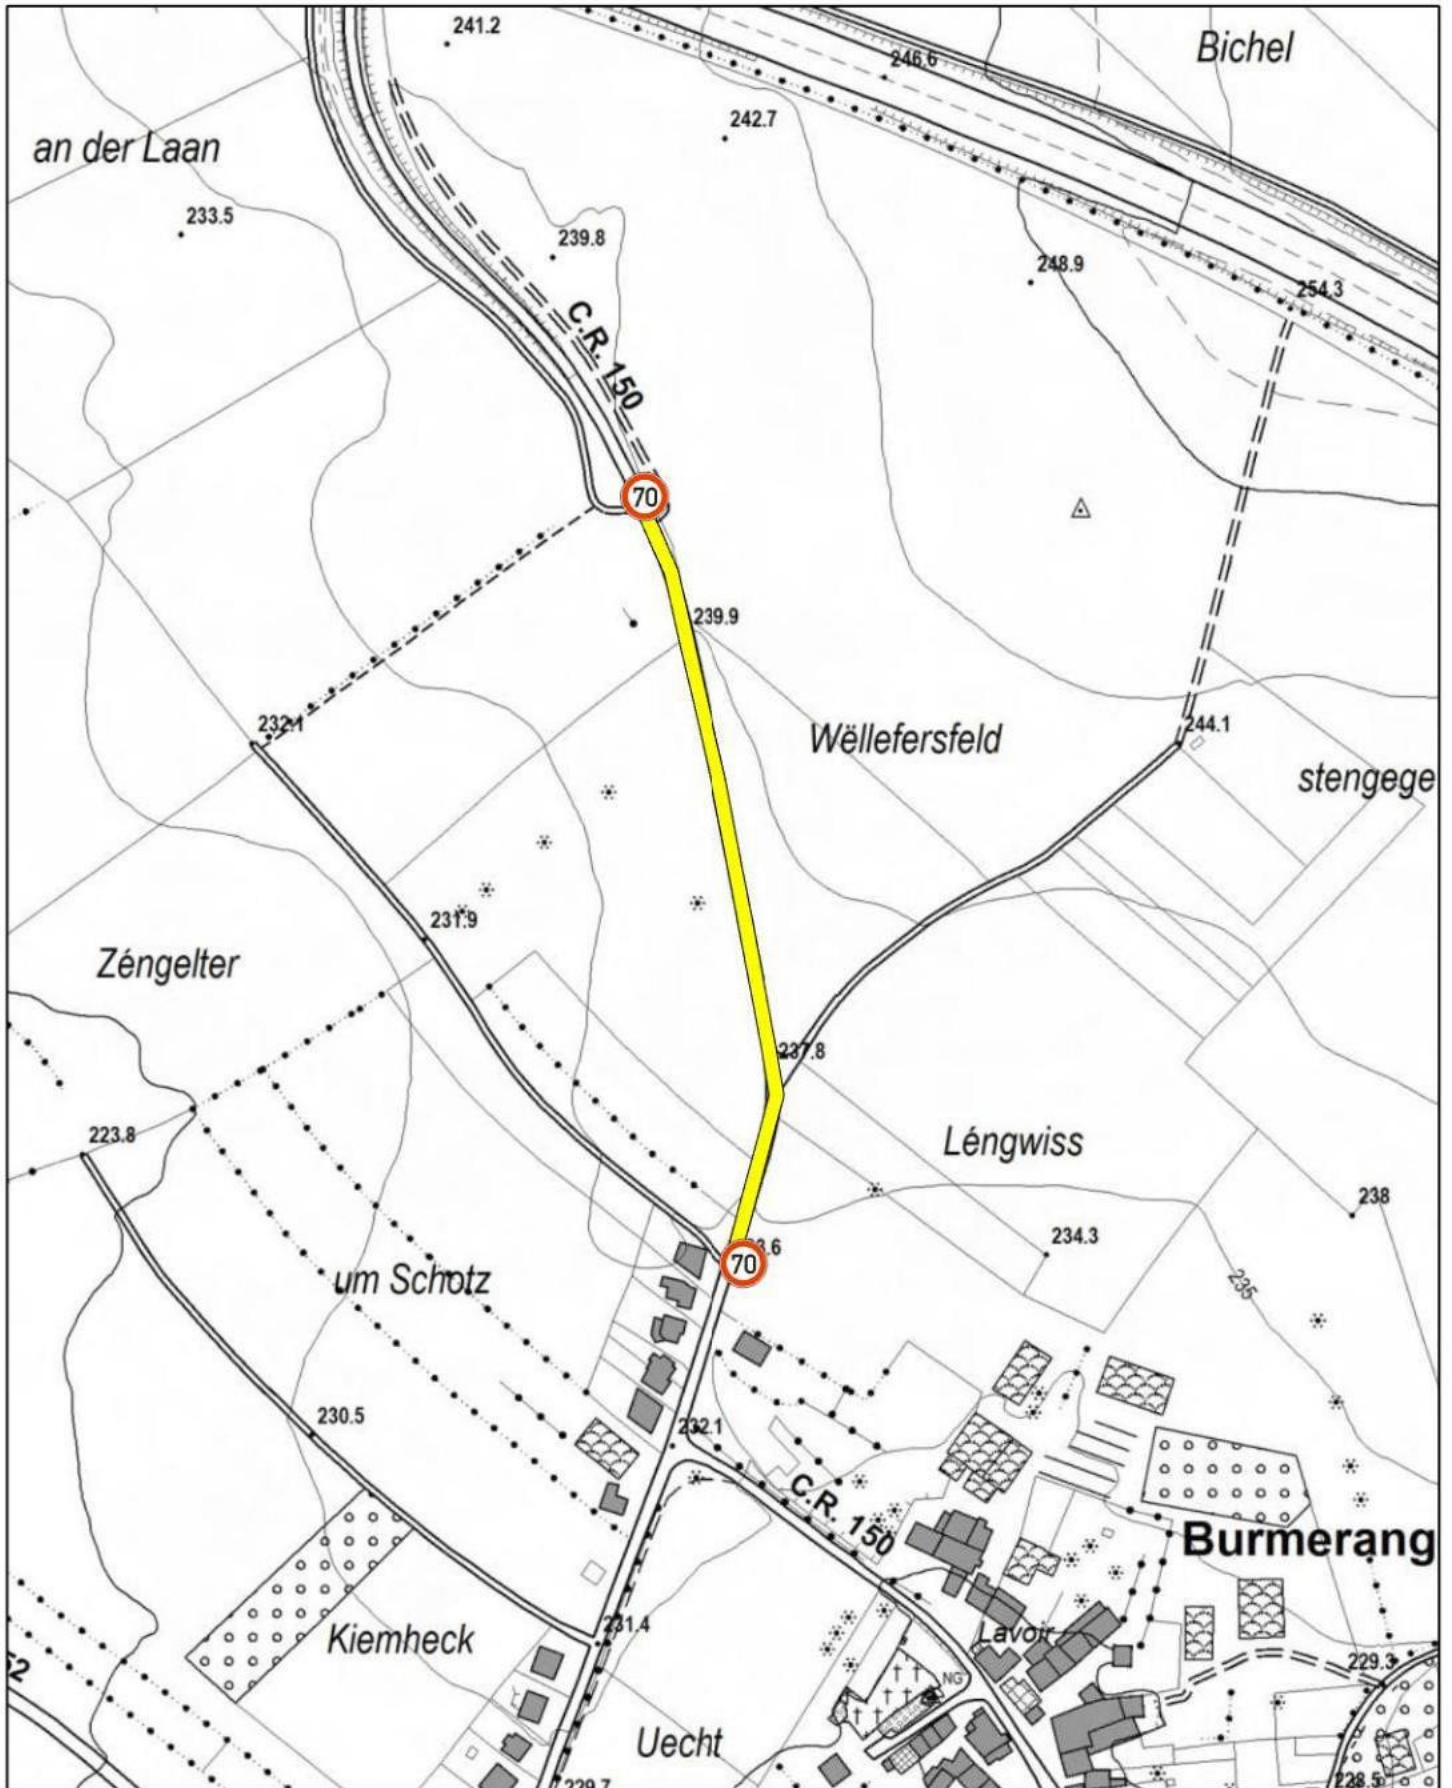 241.2
246.6
Bichel
242.7
an der Laan
233.5
239.8
248.9
254.3
C.R. 150
70
239.9
232.1
244.1
Wëllefersfeld
stengege
231.9
Zéngelter
237.8
223.8
Léngwiss
238
234.3
3.6
70
um Schotz
235
230.5
232.1
C.R. 150
Burmerang
231.4
Kiemheck
Lavoir
229.3
52
NG
Uecht
229.7
228.5